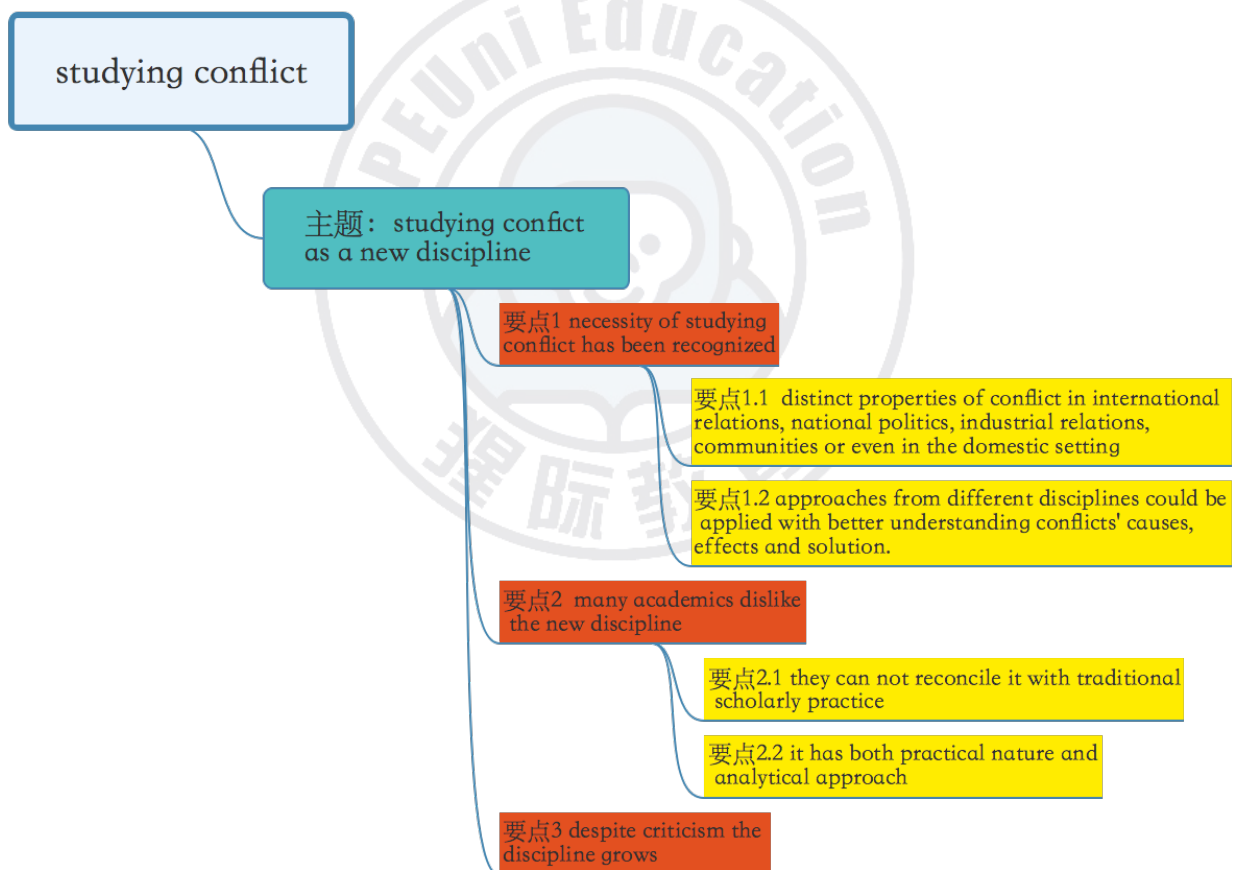 PEUni Education
studying conflict
主题：studying confict
as a new discipline
要点1 necessity of studying
conflict has been recognized
要点1.1 distinct properties of conflict in international
relations, national politics, industrial relations,
communities or even in the domestic setting
要点1.2 approaches from different disciplines could be
applied with better understanding conflicts' causes,
effects and solution.
猩际教
要点2 many academics dislike
the new discipline
要点2.1 they can not reconcile it with traditional
scholarly practice
要点2.2 it has both practical nature and
analytical approach
要点3 despite criticism the
discipline grows